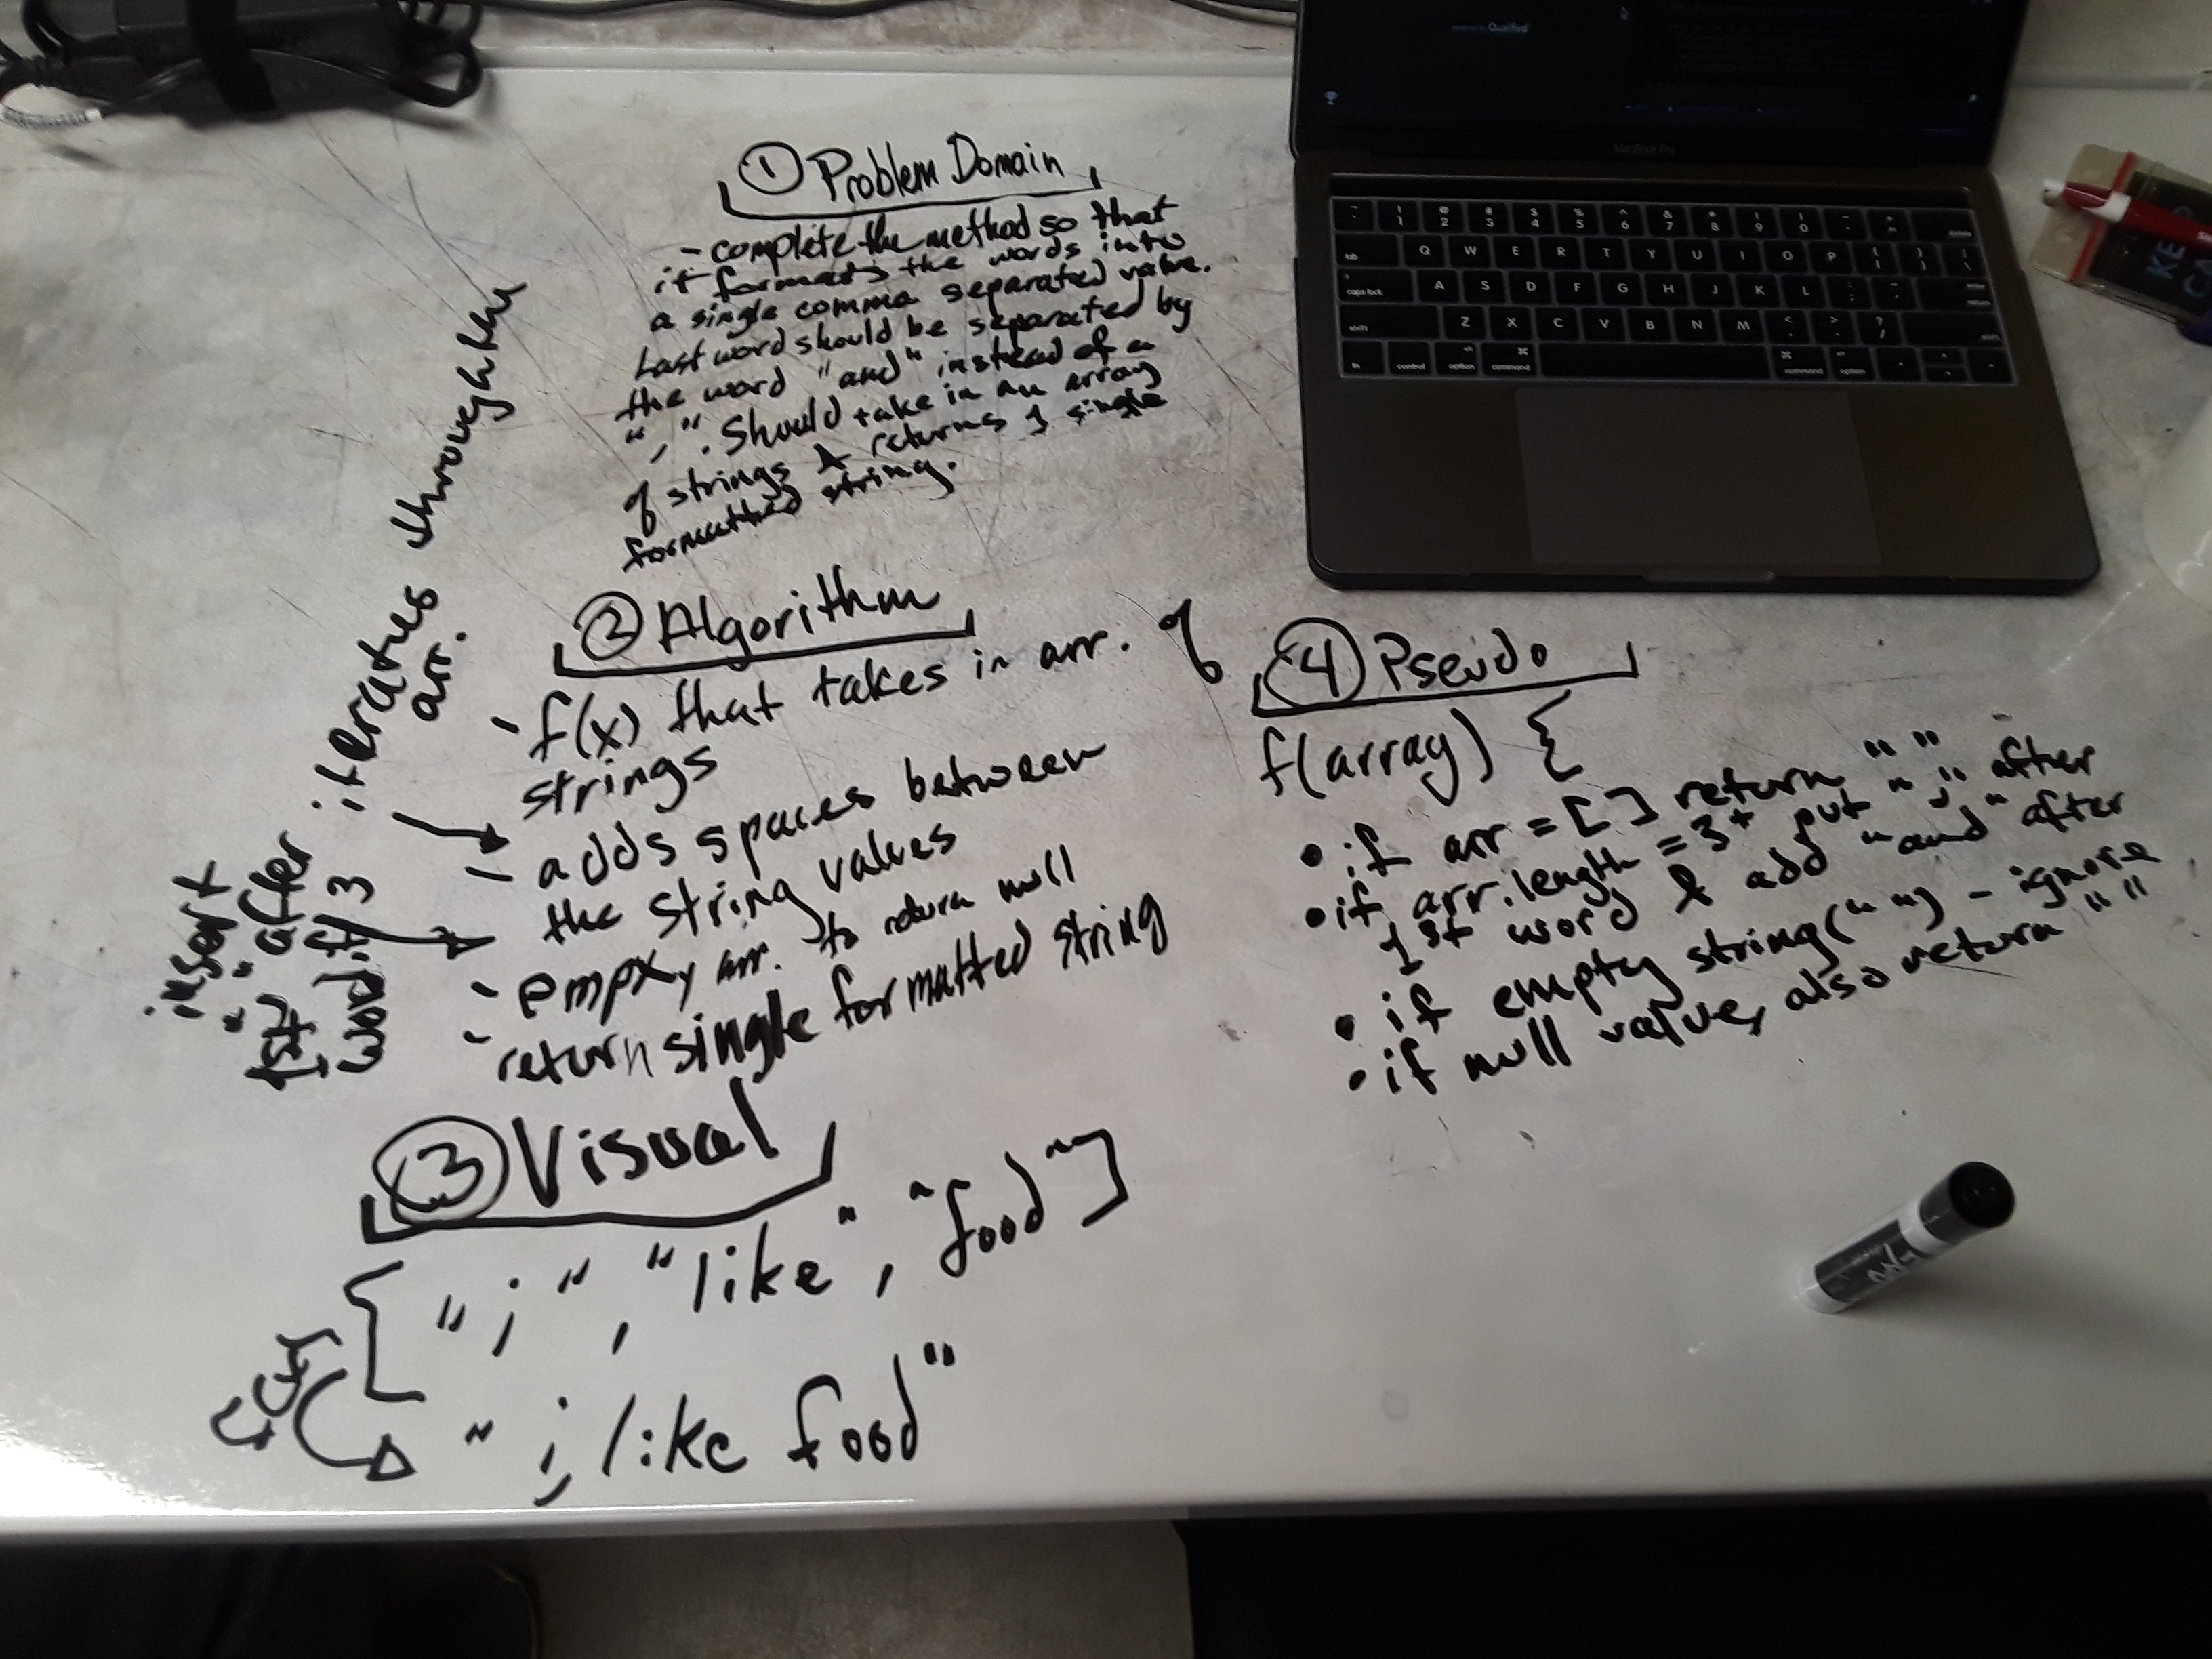 ① Problem Domain
- complete the method so that
it formats the words into
a single comma separated value.
Last word should be separated by
the word "and" instead of a
",". Should take in an array
of strings & returns 1 single
formatted string.
② Algorithm
- f(x) that takes in arr. of
strings
iterates through the
arr.
- adds spaces between
the string values
insert
"," after
1st
word if 3
- empty arr. to return null
- return single formatted string
③ Visual
["i", "like", "food"]
"i, like food"
④ Pseudo
f(array) {
• if arr = [] return " "
• if arr.length = 3+ put "," after
1st word & add "and" after
• if empty string(" ") - ignore
• if null value, also return " "
powered by Qualified
MacBook Pro
~ ! @ # $ % ^ & * ( ) - +
1 2 3 4 5 6 7 8 9 0 delete
tab Q W E R T Y U I O P { } |
[ ] \
caps lock A S D F G H J K L : enter
; return
shift Z X C V B N M < > ? shift
, . /
fn control option command command option
KE
CA